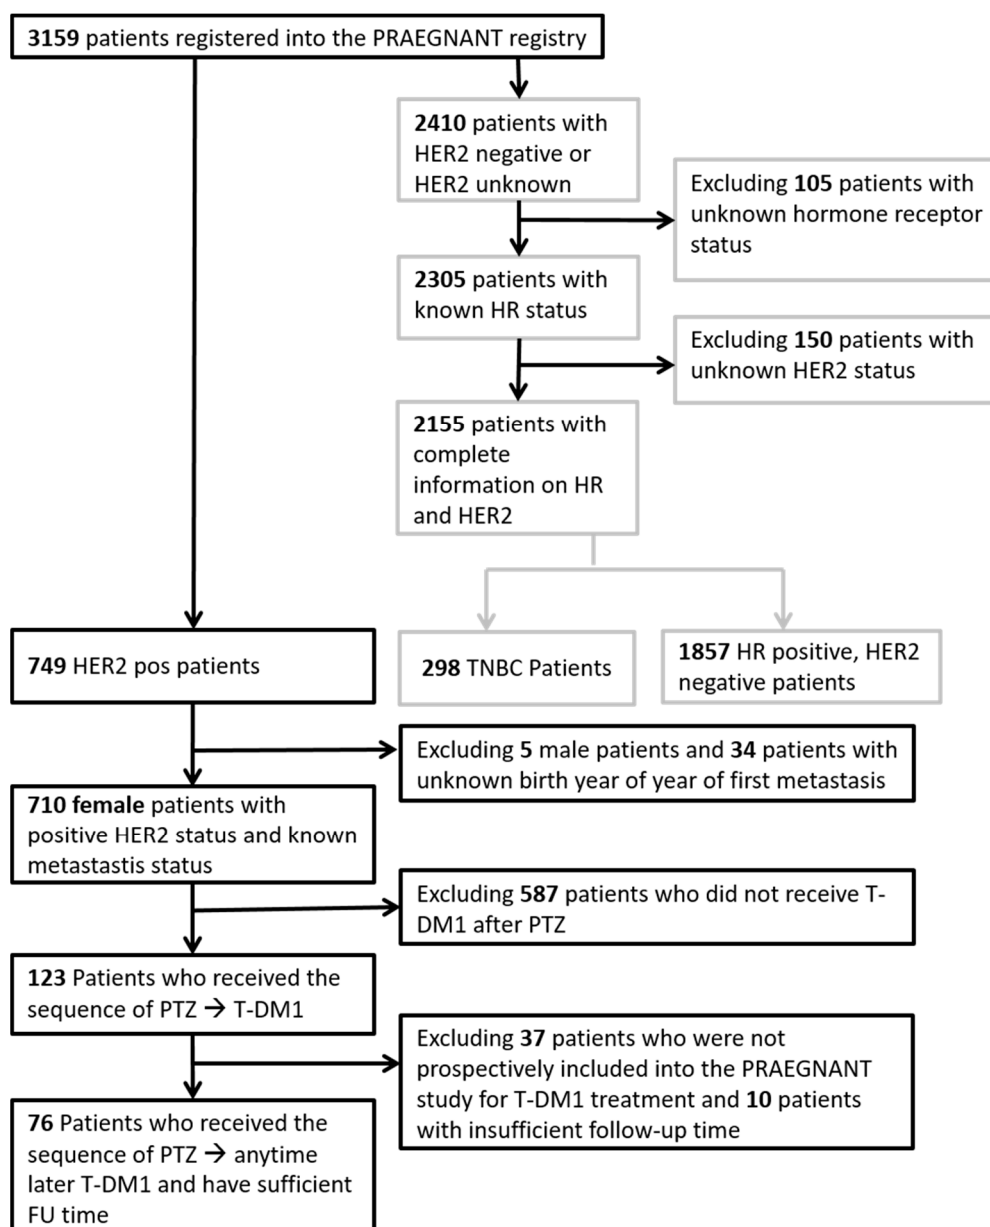 3159 patients registered into the PRAEGNANT registry
2410 patients with
HER2 negative or
HER2 unknown
Excluding 105 patients with
unknown hormone receptor
status
2305 patients with
known HR status
Excluding 150 patients with
unknown HER2 status
2155 patients with
complete
information on HR
and HER2
749 HER2 pos patients
298 TNBC Patients
1857 HR positive, HER2
negative patients
Excluding 5 male patients and 34 patients with
unknown birth year of year of first metastasis
710 female patients with
positive HER2 status and known
metastastis status
Excluding 587 patients who did not receive T-
DM1 after PTZ
123 Patients who received the
sequence of PTZ → T-DM1
Excluding 37 patients who were not
prospectively included into the PRAEGNANT
study for T-DM1 treatment and 10 patients
with insufficient follow-up time
76 Patients who received the
sequence of PTZ → anytime
later T-DM1 and have sufficient
FU time